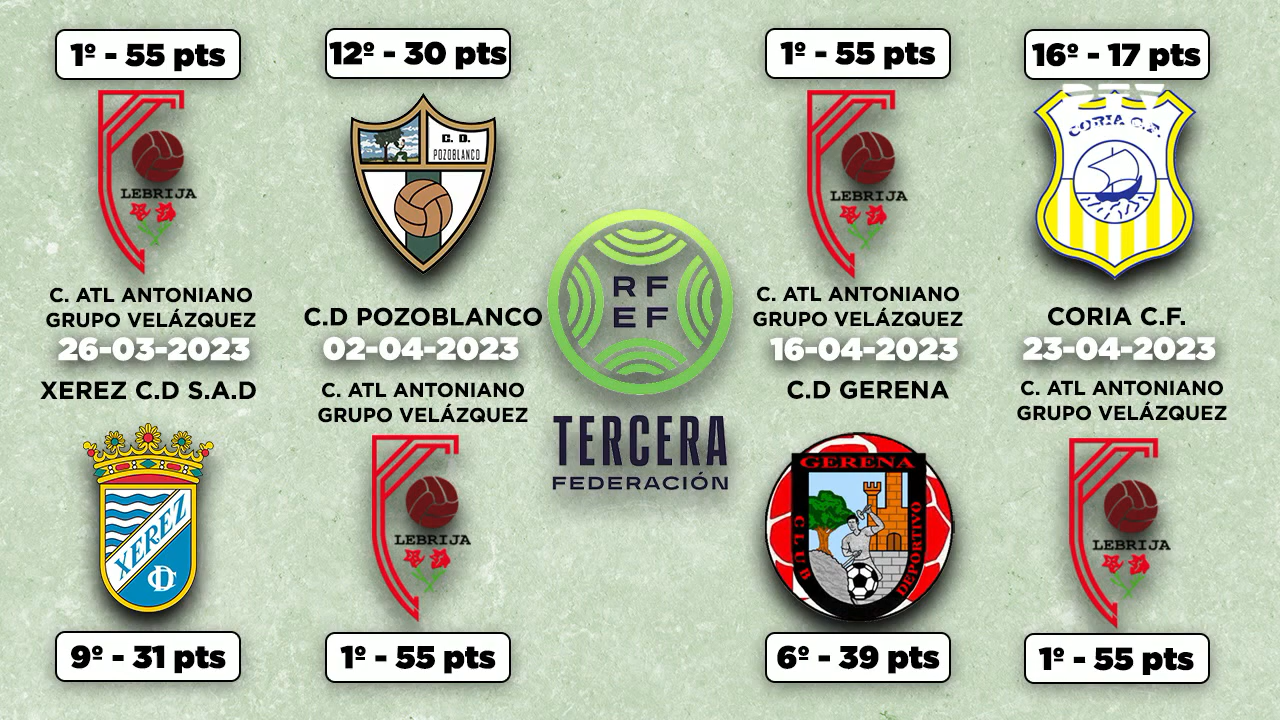 1º - 55 pts
LEBRIJA
C. ATL ANTONIANO
GRUPO VELÁZQUEZ
26-03-2023
XEREZ C.D S.A.D
XEREZ
CD
9º - 31 pts
12º - 30 pts
C. D.
POZOBLANCO
C.D POZOBLANCO
02-04-2023
C. ATL ANTONIANO
GRUPO VELÁZQUEZ
LEBRIJA
1º - 55 pts
RF
EF
TERCERA
FEDERACIÓN
1º - 55 pts
LEBRIJA
C. ATL ANTONIANO
GRUPO VELÁZQUEZ
16-04-2023
C.D GERENA
GERENA
CLUB
DEPORTIVO
6º - 39 pts
16º - 17 pts
CORIA C.F.
CORIA C.F.
23-04-2023
C. ATL ANTONIANO
GRUPO VELÁZQUEZ
LEBRIJA
1º - 55 pts